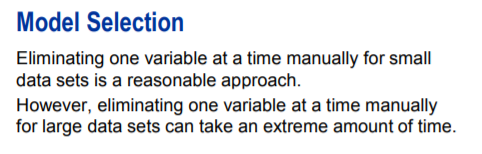 Model Selection
Eliminating one variable at a time manually for small
data sets is a reasonable approach.
However, eliminating one variable at a time manually
for large data sets can take an extreme amount of time.